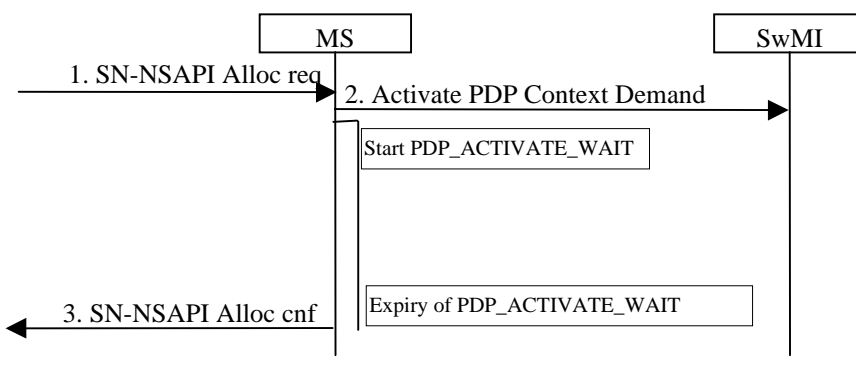 MS
SwMI
1. SN-NSAPI Alloc req
2. Activate PDP Context Demand
Start PDP_ACTIVATE_WAIT
Expiry of PDP_ACTIVATE_WAIT
3. SN-NSAPI Alloc cnf